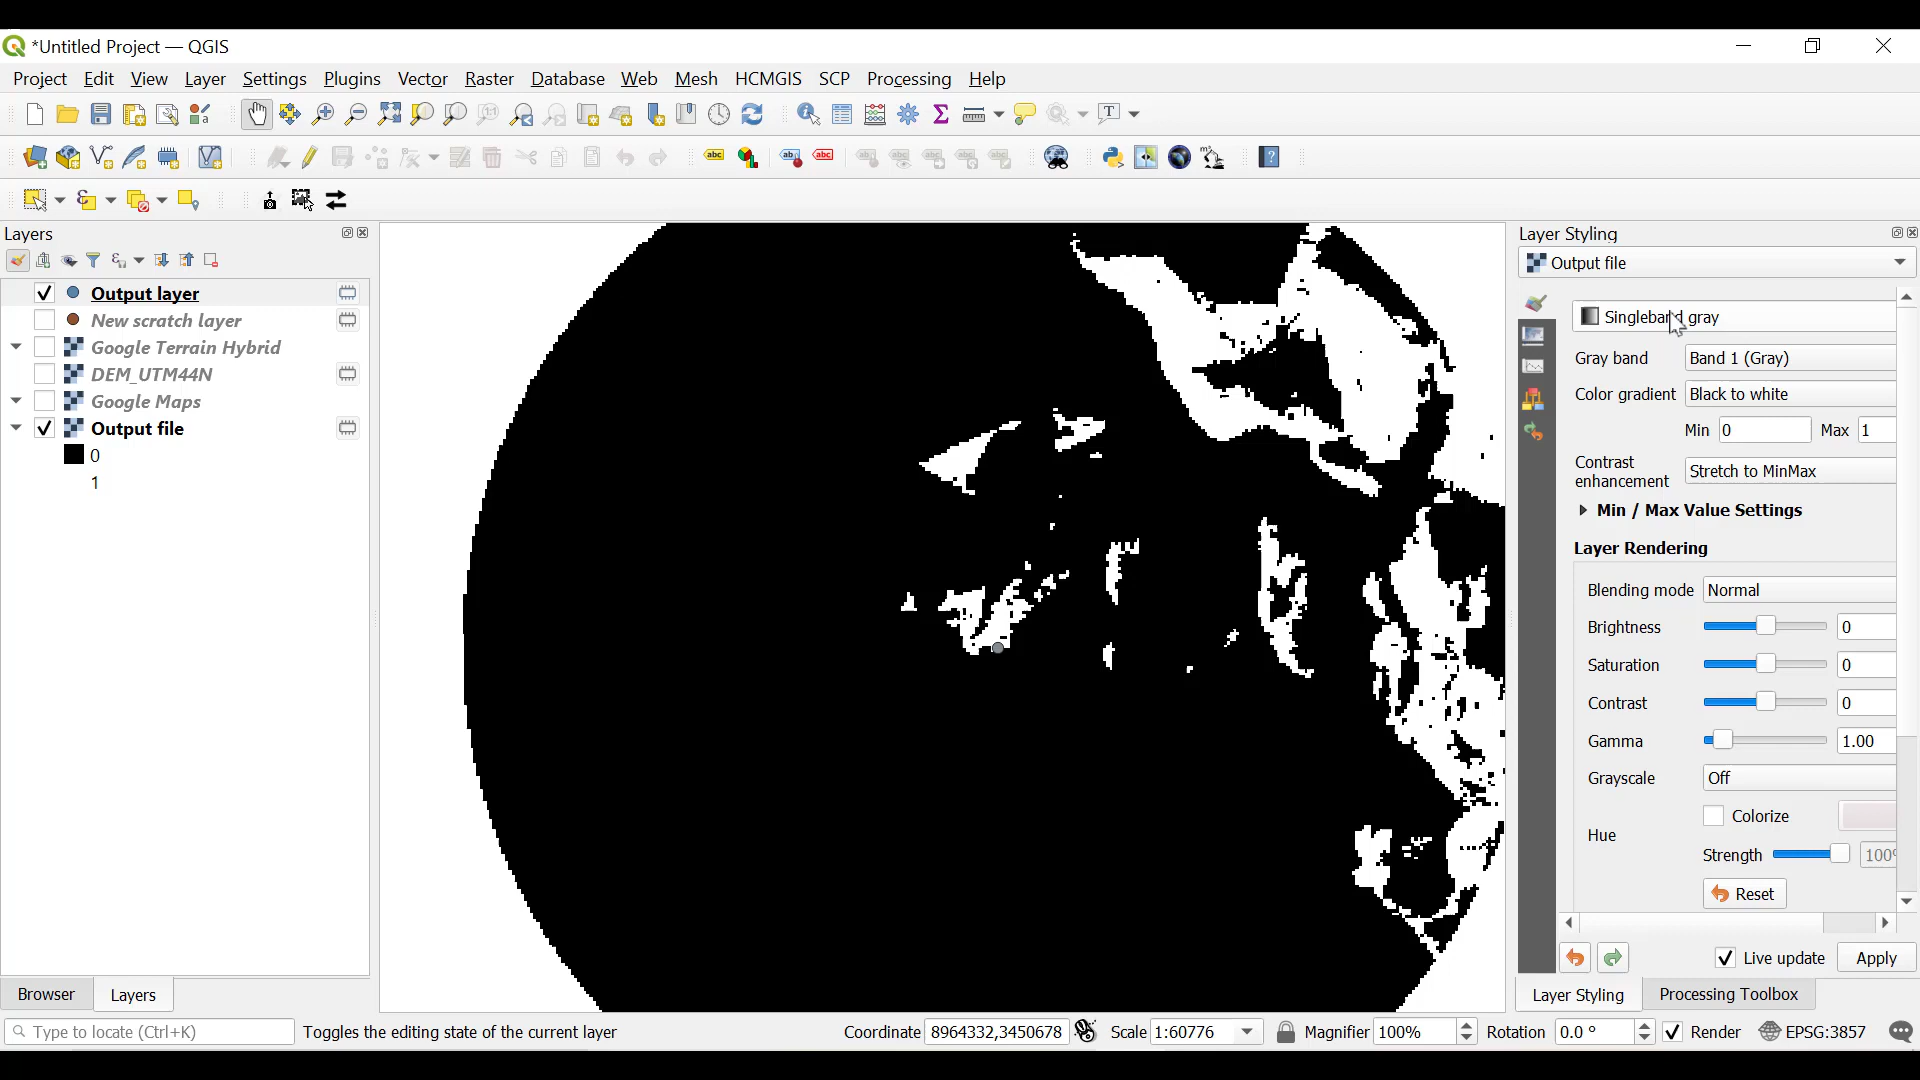 *Untitled Project — QGIS
Project Edit View Layer Settings Plugins Vector Raster Database Web Mesh HCMGIS SCP Processing Help
Layers
Output layer
New scratch layer
Google Terrain Hybrid
DEM_UTM44N
Google Maps
Output file
0
1
Browser
Layers
Layer Styling
Output file
Singleband gray
Gray band Band 1 (Gray)
Color gradient Black to white
Min 0 Max 1
Contrast enhancement Stretch to MinMax
Min / Max Value Settings
Layer Rendering
Blending mode Normal
Brightness 0
Saturation 0
Contrast 0
Gamma 1.00
Grayscale Off
Hue Colorize
Strength 100%
Reset
Live update Apply
Layer Styling Processing Toolbox
Type to locate (Ctrl+K) Toggles the editing state of the current layer Coordinate 8964332,3450678 Scale 1:60776 Magnifier 100% Rotation 0.0 ° Render EPSG:3857